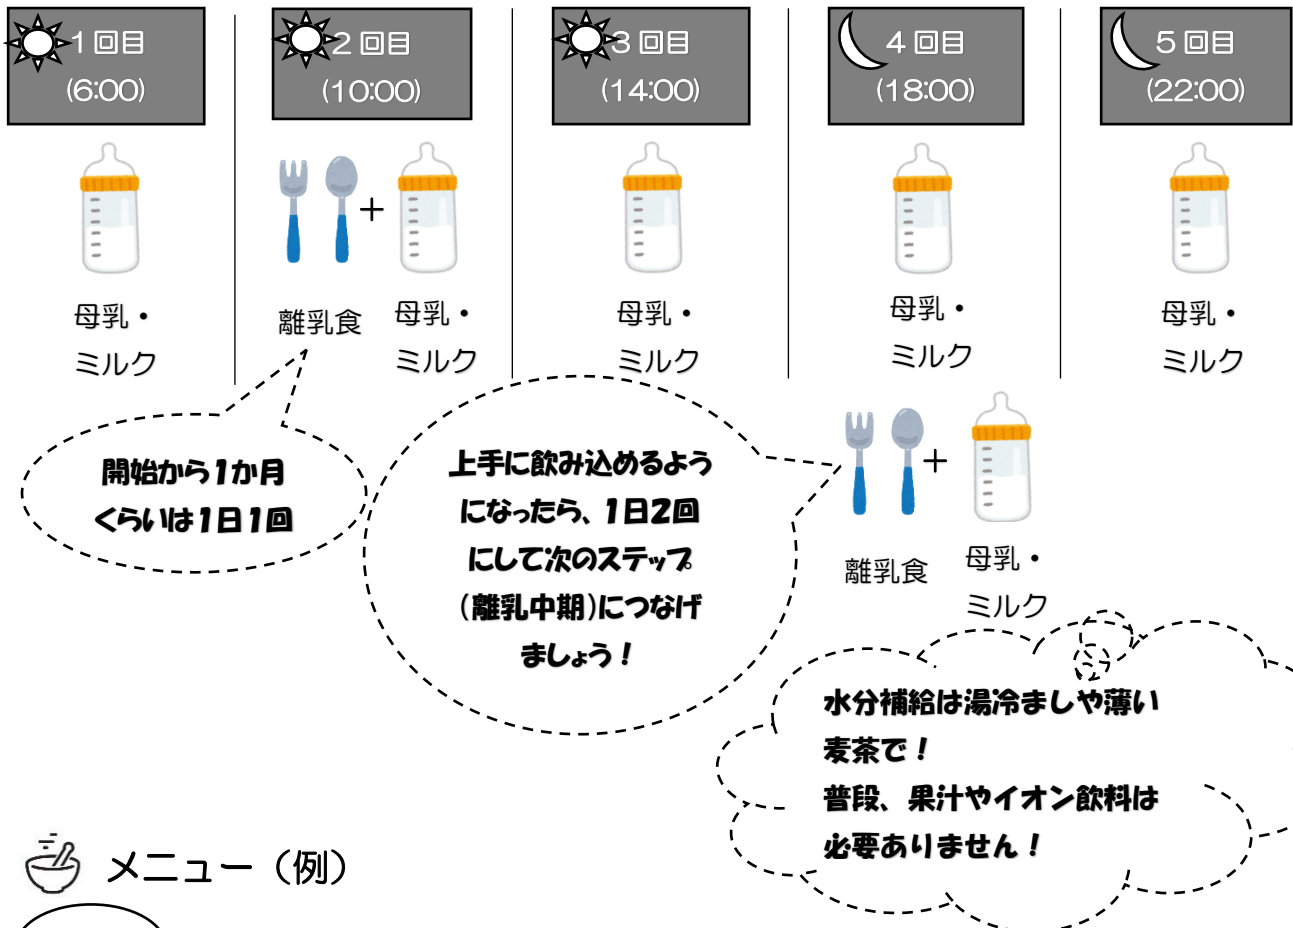 1回目
(6:00)
2回目
(10:00)
3回目
(14:00)
4回目
(18:00)
5回目
(22:00)
母乳・
ミルク
離乳食
+
母乳・
ミルク
母乳・
ミルク
母乳・
ミルク
母乳・
ミルク
開始から1か月
くらいは1日1回
上手に飲み込めるよう
になったら、1日2回
にして次のステップ
(離乳中期)につなげ
ましょう!
離乳食
+
母乳・
ミルク
水分補給は湯冷ましや薄い
麦茶で!
普段、果汁やイオン飲料は
必要ありません!
メニュー(例)